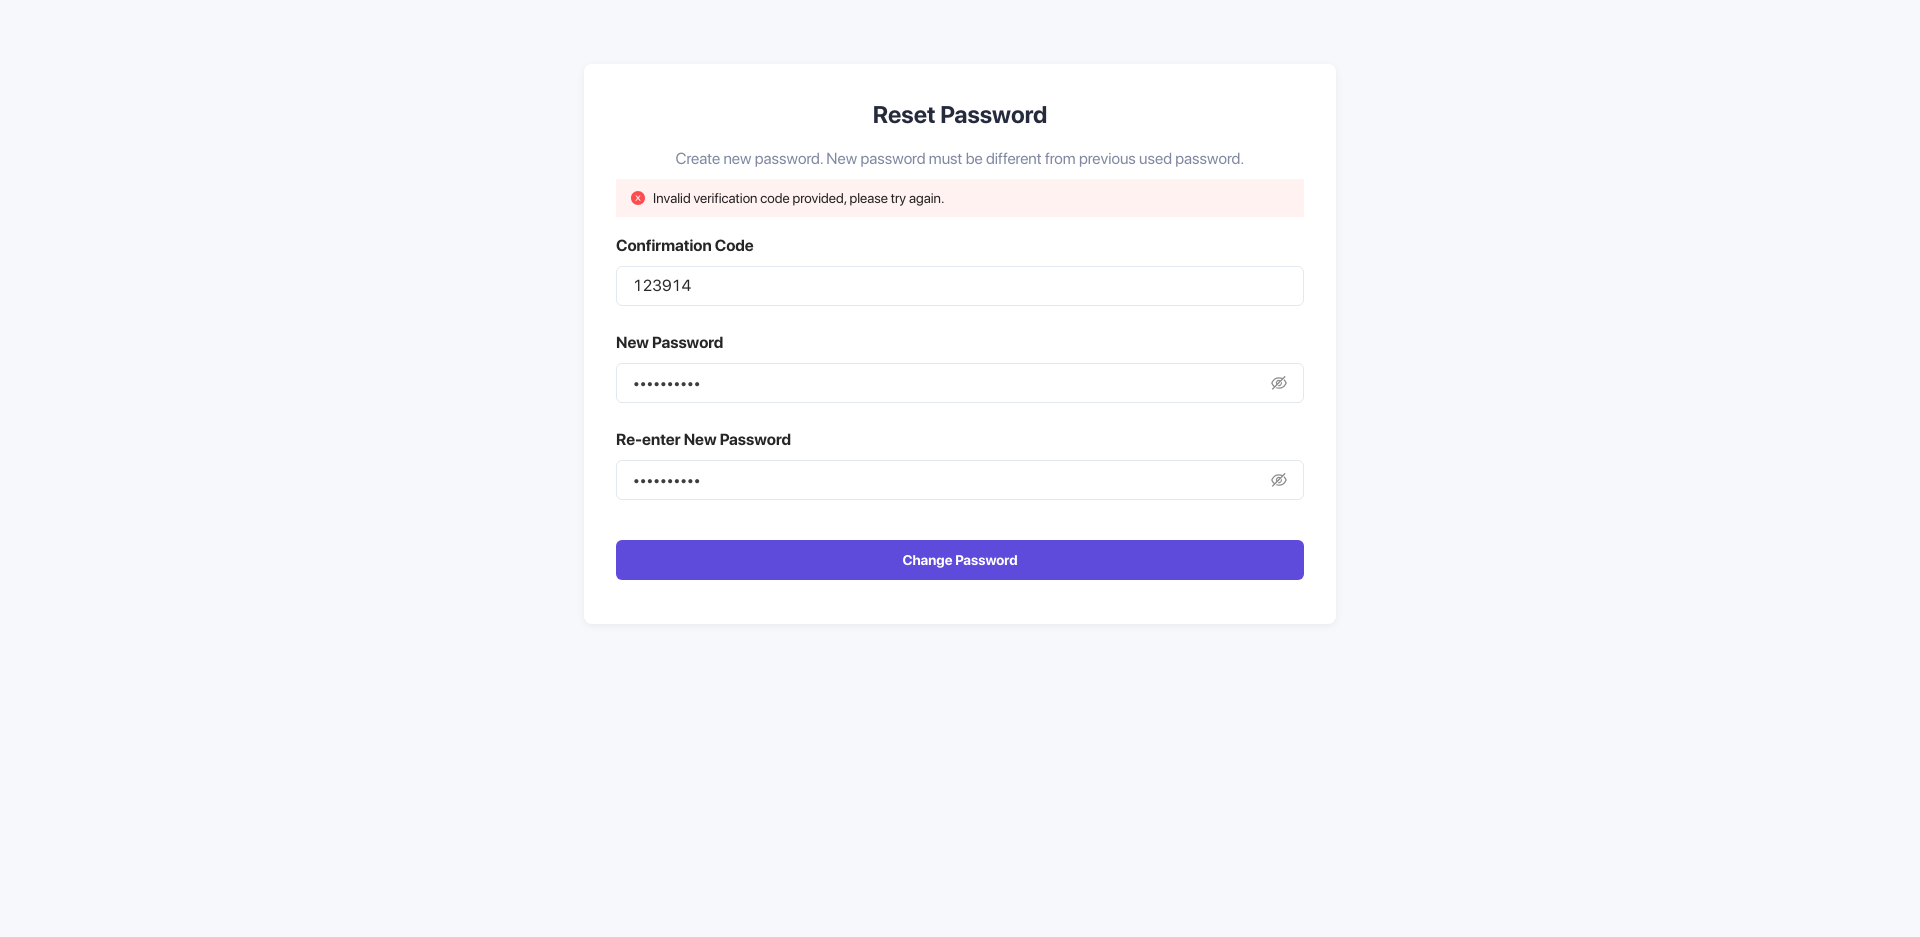 Reset Password
Create new password. New password must be different from previous used password.
Invalid verification code provided, please try again.
Confirmation Code
123914
New Password
••••••••••
Re-enter New Password
••••••••••
Change Password